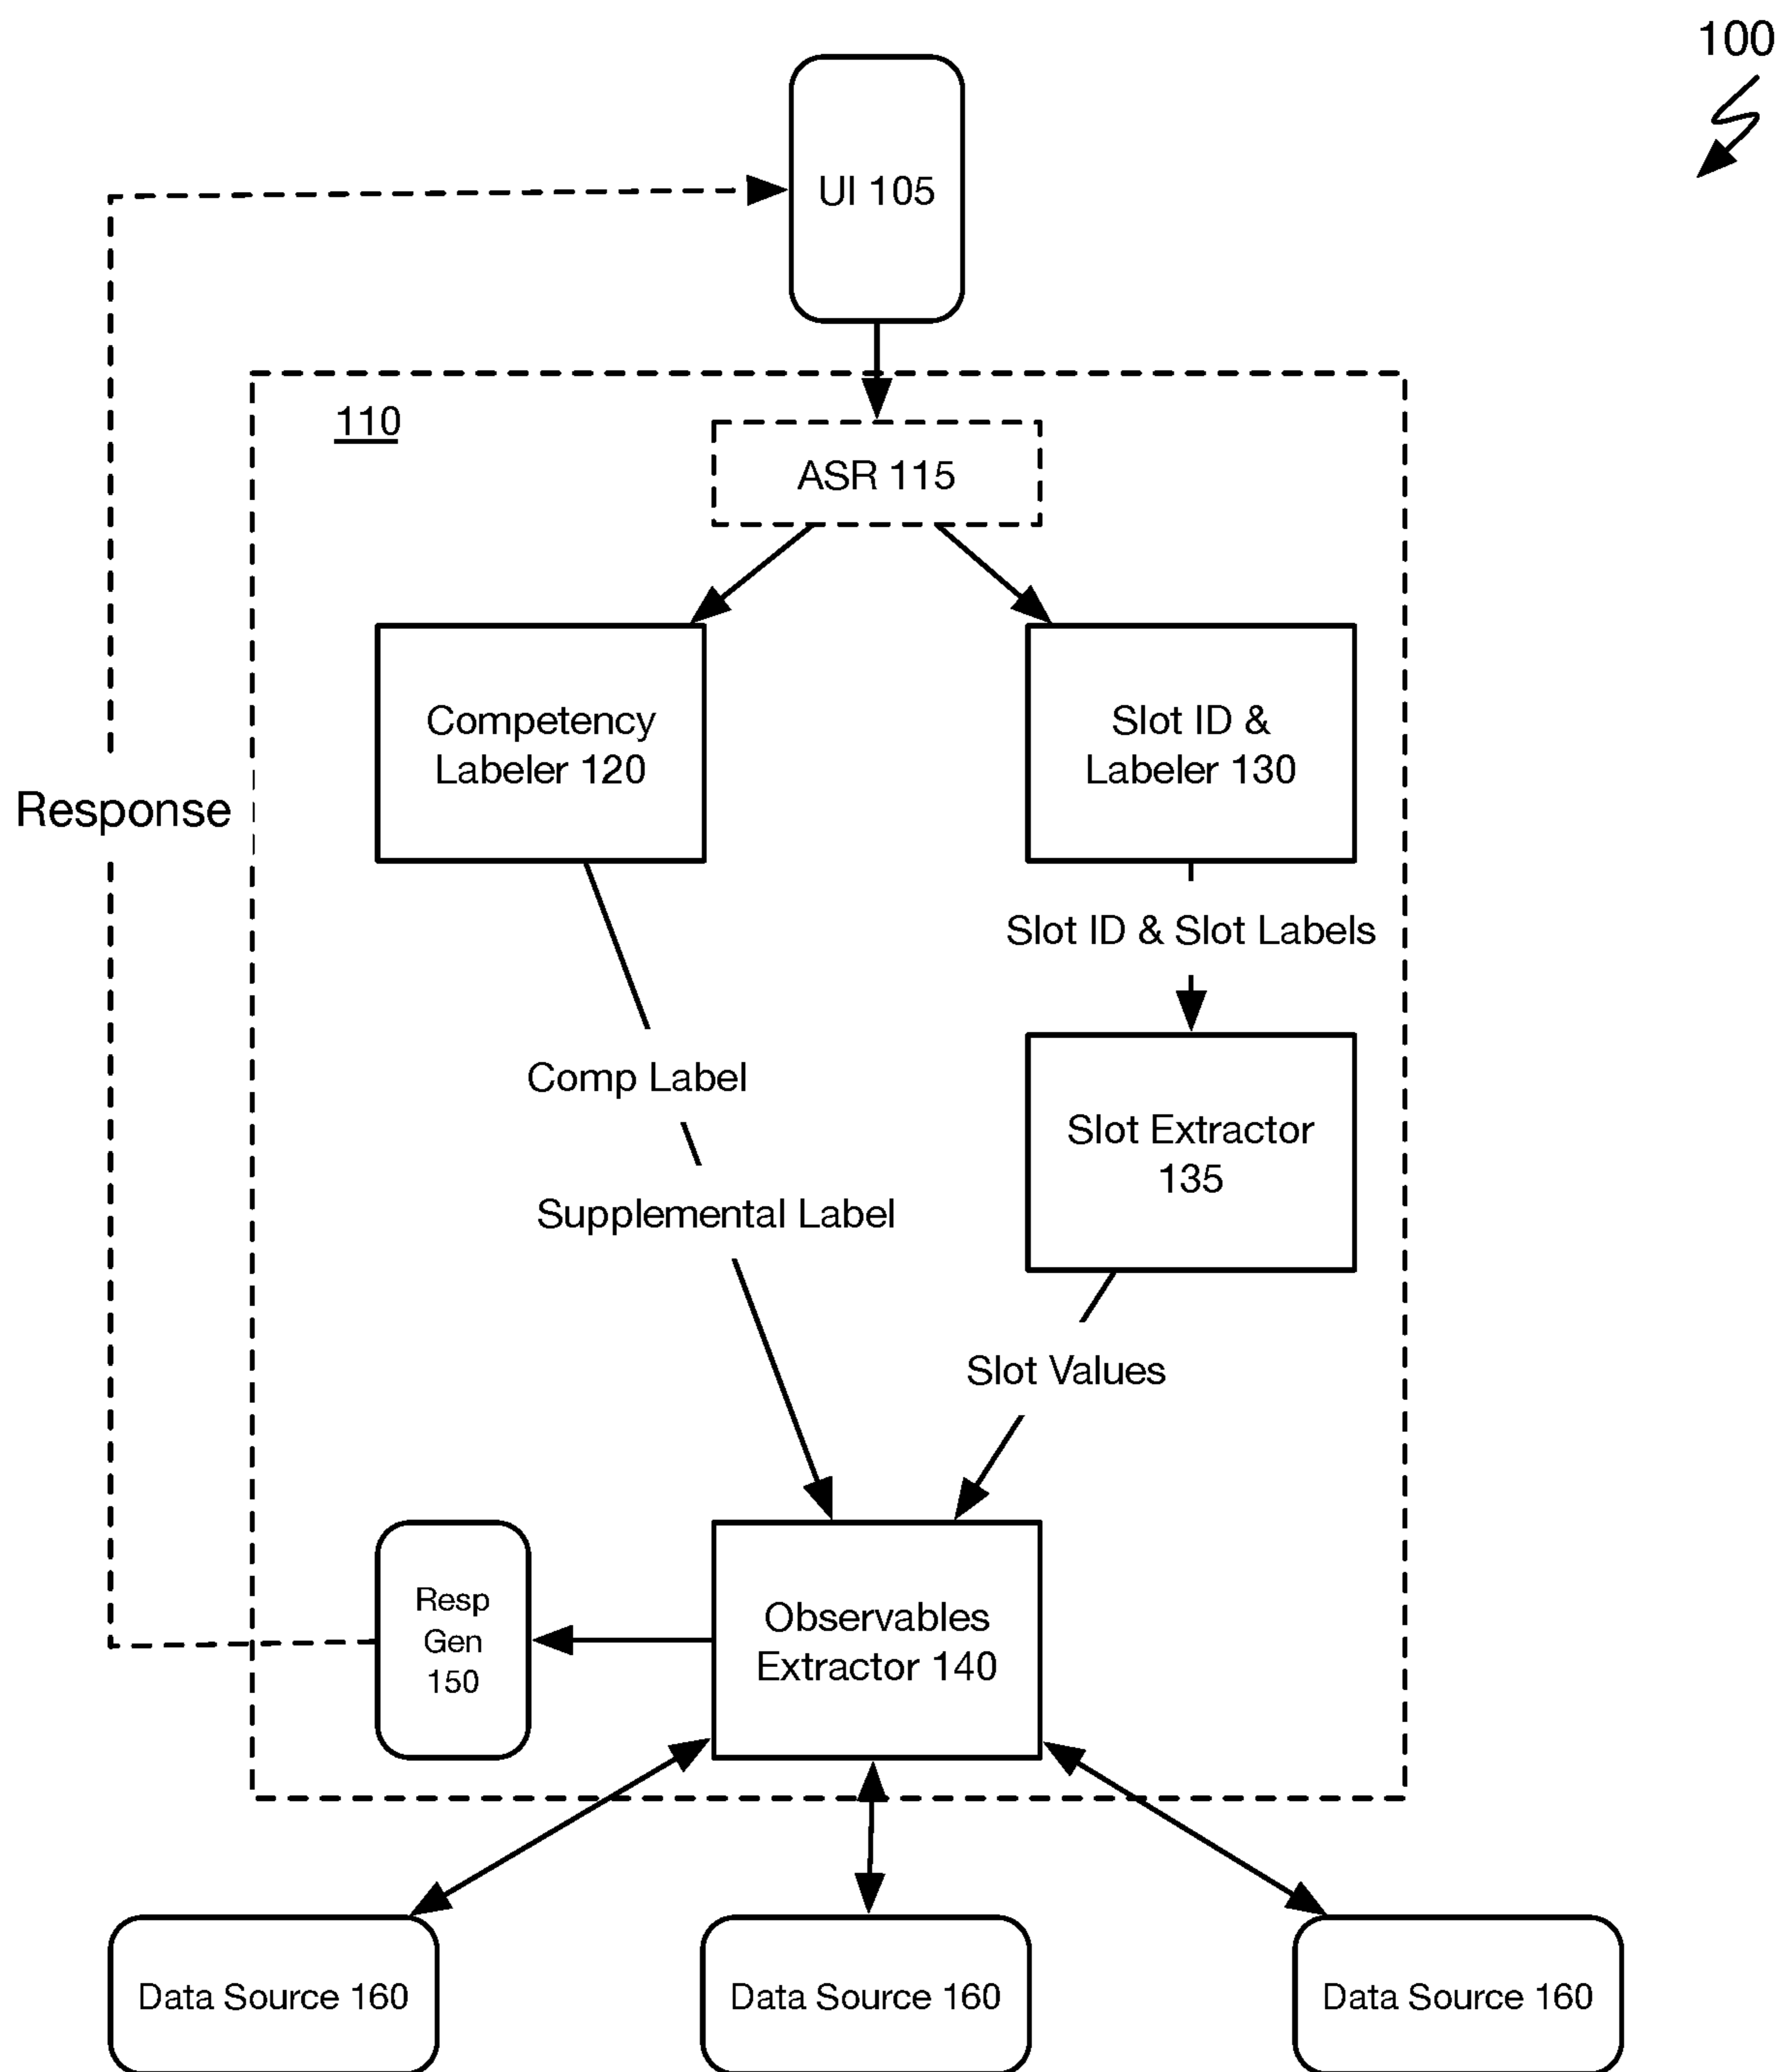 100
UI 105
110
ASR 115
Competency
Labeler 120
Slot ID &
Labeler 130
Response
Slot ID & Slot Labels
Comp Label
Slot Extractor
135
Supplemental Label
Slot Values
Resp
Gen
150
Observables
Extractor 140
Data Source 160
Data Source 160
Data Source 160